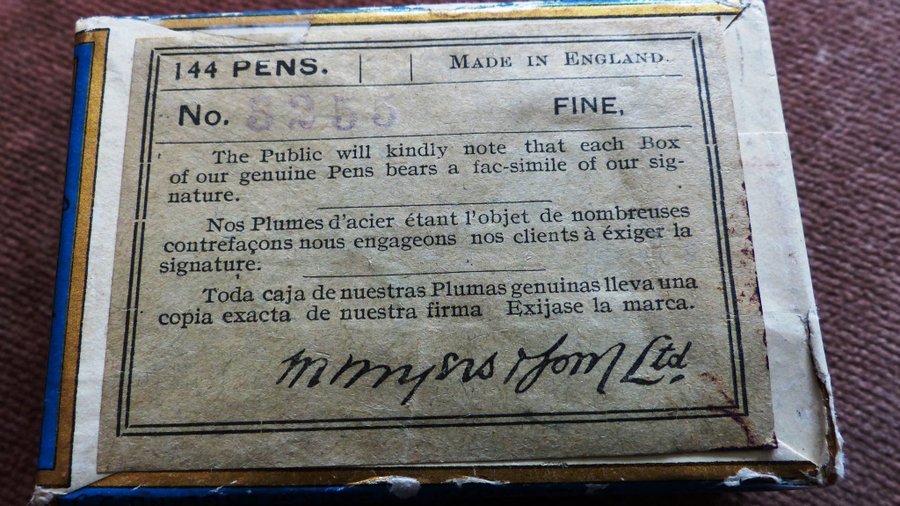 144 PENS. MADE IN ENGLAND.
No. 8255 FINE,
The Public will kindly note that each Box
of our genuine Pens bears a fac-simile of our sig-
nature.
Nos Plumes d'acier étant l'objet de nombreuses
contrefaçons nous engageons nos clients à éxiger la
signature.
Toda caja de nuestras Plumas genuinas lleva una
copia exacta de nuestra firma Exijase la marca.
M Myers & Son Ltd.